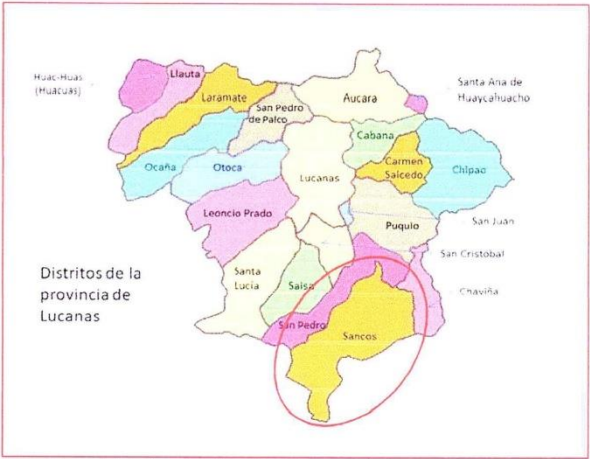 Huac-Huas
(Huacuas)
Llauta
Laramate
San Pedro
de Palco
Aucara
Santa Ana de
Huaycahuacho
Cabana
Carmen
Salcedo
Chipao
Ocaña
Otoca
Lucanas
Leoncio Prado
Puquio
San Juan
San Cristobal
Santa
Lucía
Saisa
Chaviña
San Pedro
Sancos
Distritos de la
provincia de
Lucanas